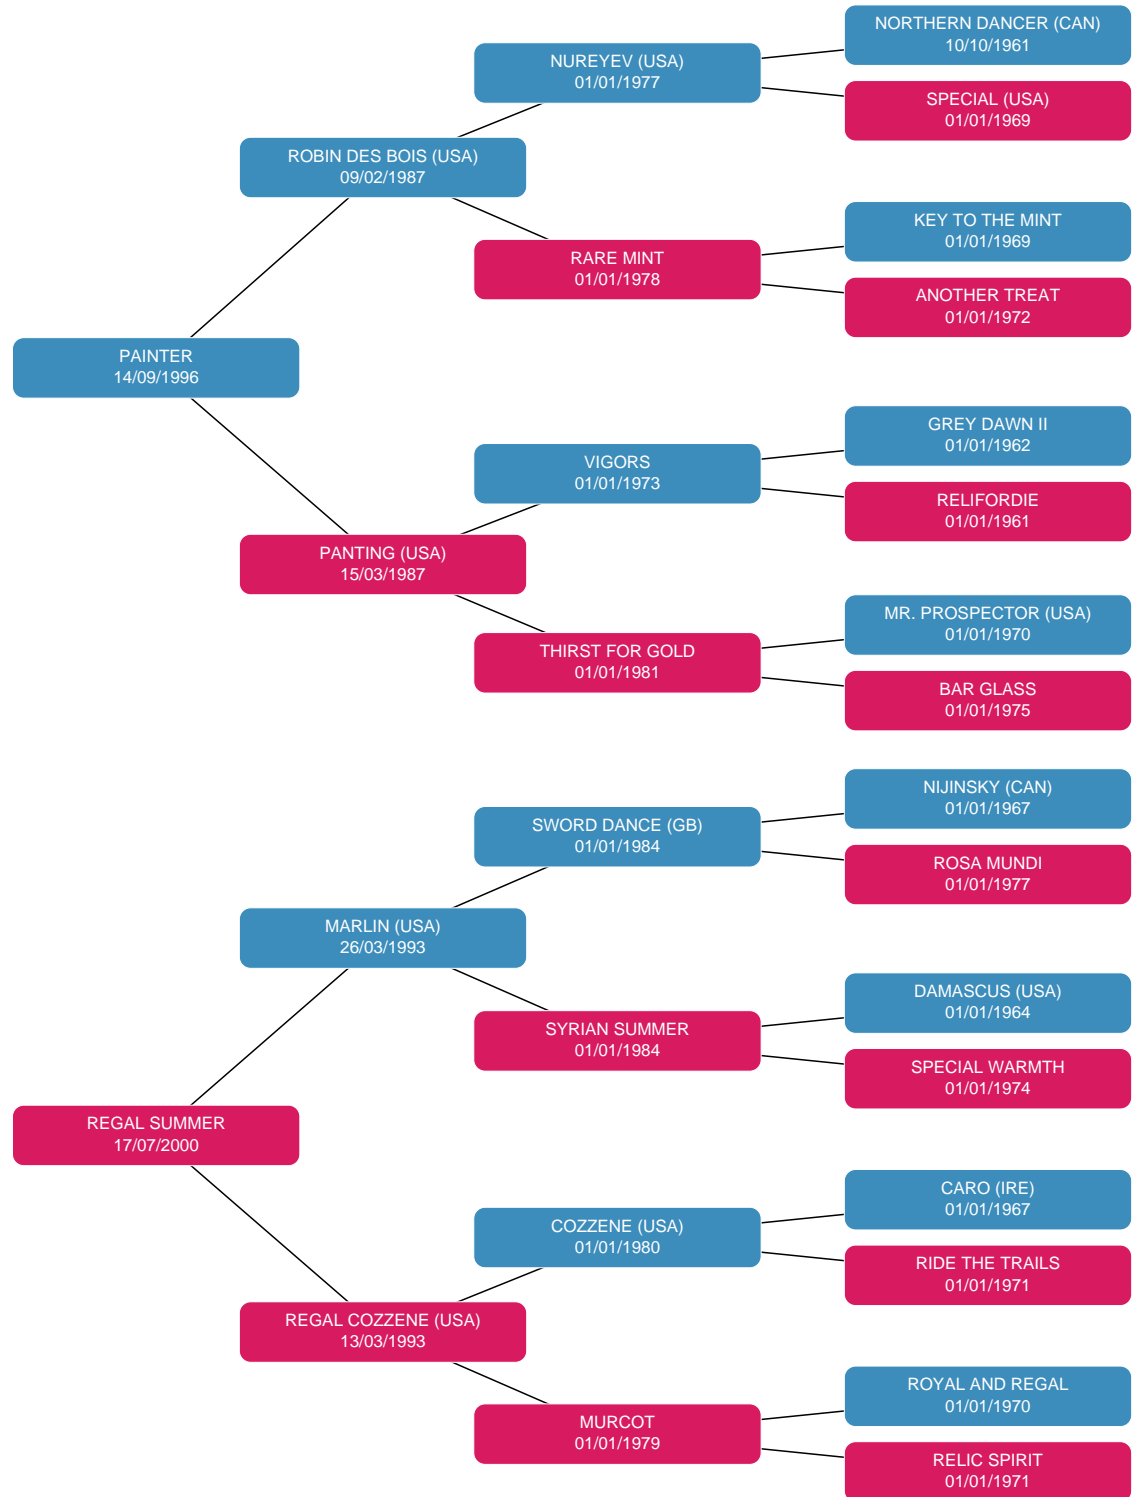 NORTHERN DANCER (CAN)
10/10/1961
NUREYEV (USA)
01/01/1977
SPECIAL (USA)
01/01/1969
ROBIN DES BOIS (USA)
09/02/1987
KEY TO THE MINT
01/01/1969
RARE MINT
01/01/1978
ANOTHER TREAT
01/01/1972
PAINTER
14/09/1996
GREY DAWN II
01/01/1962
VIGORS
01/01/1973
RELIFORDIE
01/01/1961
PANTING (USA)
15/03/1987
MR. PROSPECTOR (USA)
01/01/1970
THIRST FOR GOLD
01/01/1981
BAR GLASS
01/01/1975
NIJINSKY (CAN)
01/01/1967
SWORD DANCE (GB)
01/01/1984
ROSA MUNDI
01/01/1977
MARLIN (USA)
26/03/1993
DAMASCUS (USA)
01/01/1964
SYRIAN SUMMER
01/01/1984
SPECIAL WARMTH
01/01/1974
REGAL SUMMER
17/07/2000
CARO (IRE)
01/01/1967
COZZENE (USA)
01/01/1980
RIDE THE TRAILS
01/01/1971
REGAL COZZENE (USA)
13/03/1993
ROYAL AND REGAL
01/01/1970
MURCOT
01/01/1979
RELIC SPIRIT
01/01/1971